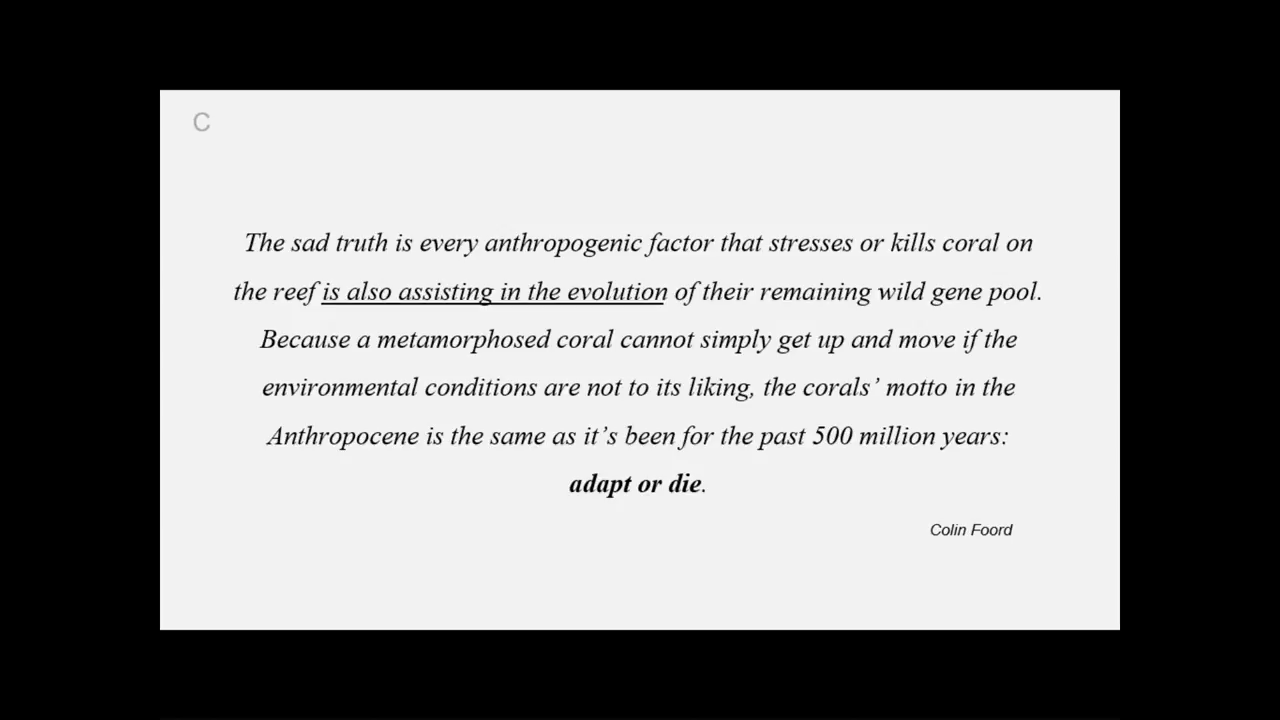 C
The sad truth is every anthropogenic factor that stresses or kills coral on
the reef is also assisting in the evolution of their remaining wild gene pool.
Because a metamorphosed coral cannot simply get up and move if the
environmental conditions are not to its liking, the corals’ motto in the
Anthropocene is the same as it’s been for the past 500 million years:
adapt or die.
Colin Foord